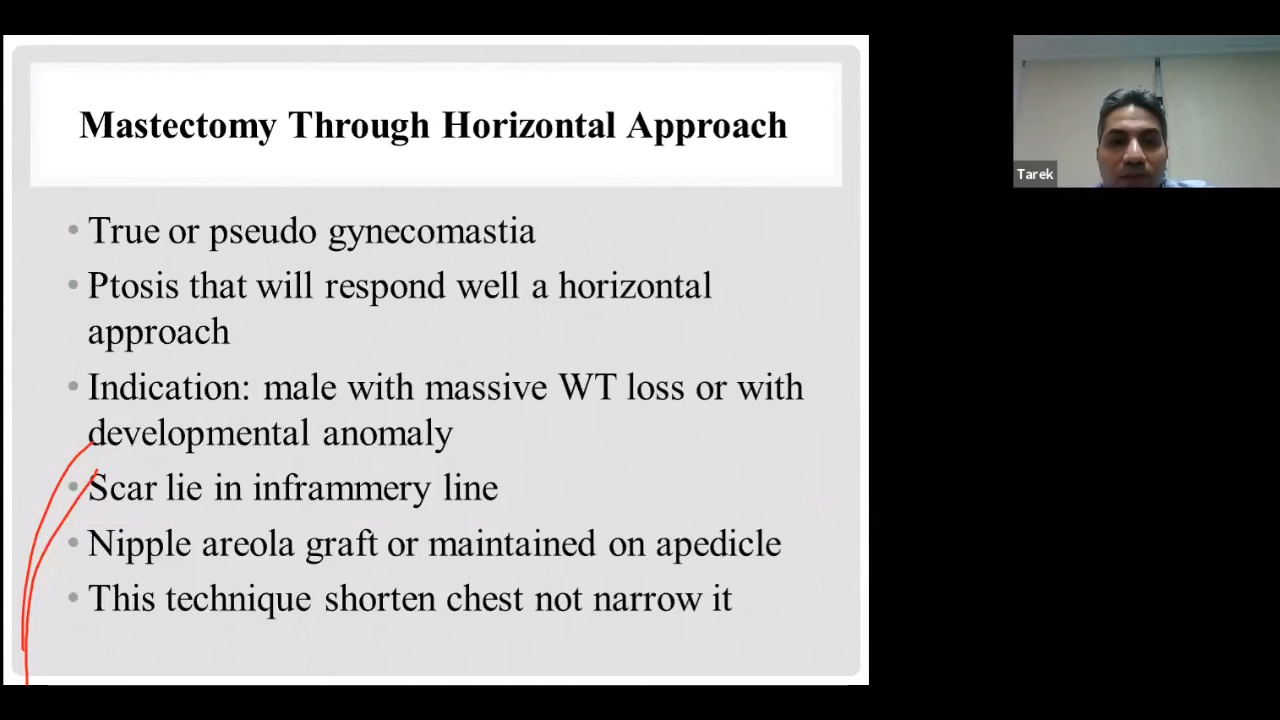 Mastectomy Through Horizontal Approach
• True or pseudo gynecomastia
• Ptosis that will respond well a horizontal
approach
• Indication: male with massive WT loss or with
developmental anomaly
• Scar lie in inframmery line
• Nipple areola graft or maintained on apedicle
• This technique shorten chest not narrow it
Tarek